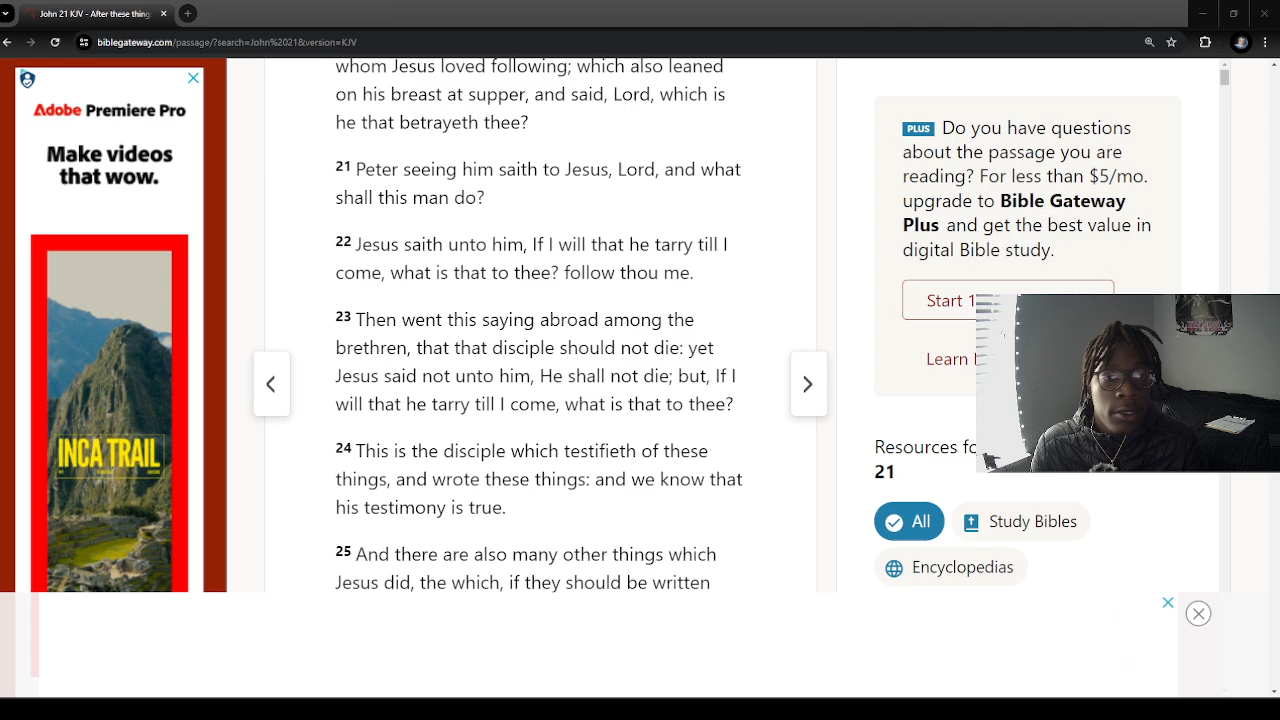 John 21 KJV - After these thing
biblegateway.com/passage/?search=John%2021&version=KJV
Adobe Premiere Pro
Make videos
that wow.
INCA TRAIL
whom Jesus loved following; which also leaned
on his breast at supper, and said, Lord, which is
he that betrayeth thee?
21 Peter seeing him saith to Jesus, Lord, and what
shall this man do?
22 Jesus saith unto him, If I will that he tarry till I
come, what is that to thee? follow thou me.
23 Then went this saying abroad among the
brethren, that that disciple should not die: yet
Jesus said not unto him, He shall not die; but, If I
will that he tarry till I come, what is that to thee?
24 This is the disciple which testifieth of these
things, and wrote these things: and we know that
his testimony is true.
25 And there are also many other things which
Jesus did, the which, if they should be written
PLUS Do you have questions
about the passage you are
reading? For less than $5/mo.
upgrade to Bible Gateway
Plus and get the best value in
digital Bible study.
Start 1
Learn
Resources fo
21
All
Study Bibles
Encyclopedias